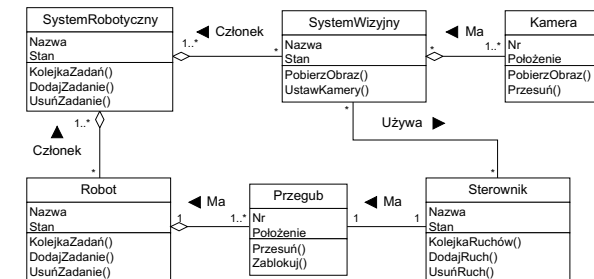 SystemRobotyczny
Nazwa
Stan
KolejkaZadań()
DodajZadanie()
UsuńZadanie()
1..*
Członek
*
SystemWizyjny
Nazwa
Stan
PobierzObraz()
UstawKamery()
*
Ma
1..*
Kamera
Nr
Położenie
PobierzObraz()
Przesuń()
1..*
Członek
*
*
Używa
*
Robot
Nazwa
Stan
KolejkaZadań()
DodajZadanie()
UsuńZadanie()
1
Ma
1..*
Przegub
Nr
Położenie
Przesuń()
Zablokuj()
1
Ma
1
Sterownik
Nazwa
Stan
KolejkaRuchów()
DodajRuch()
UsuńRuch()